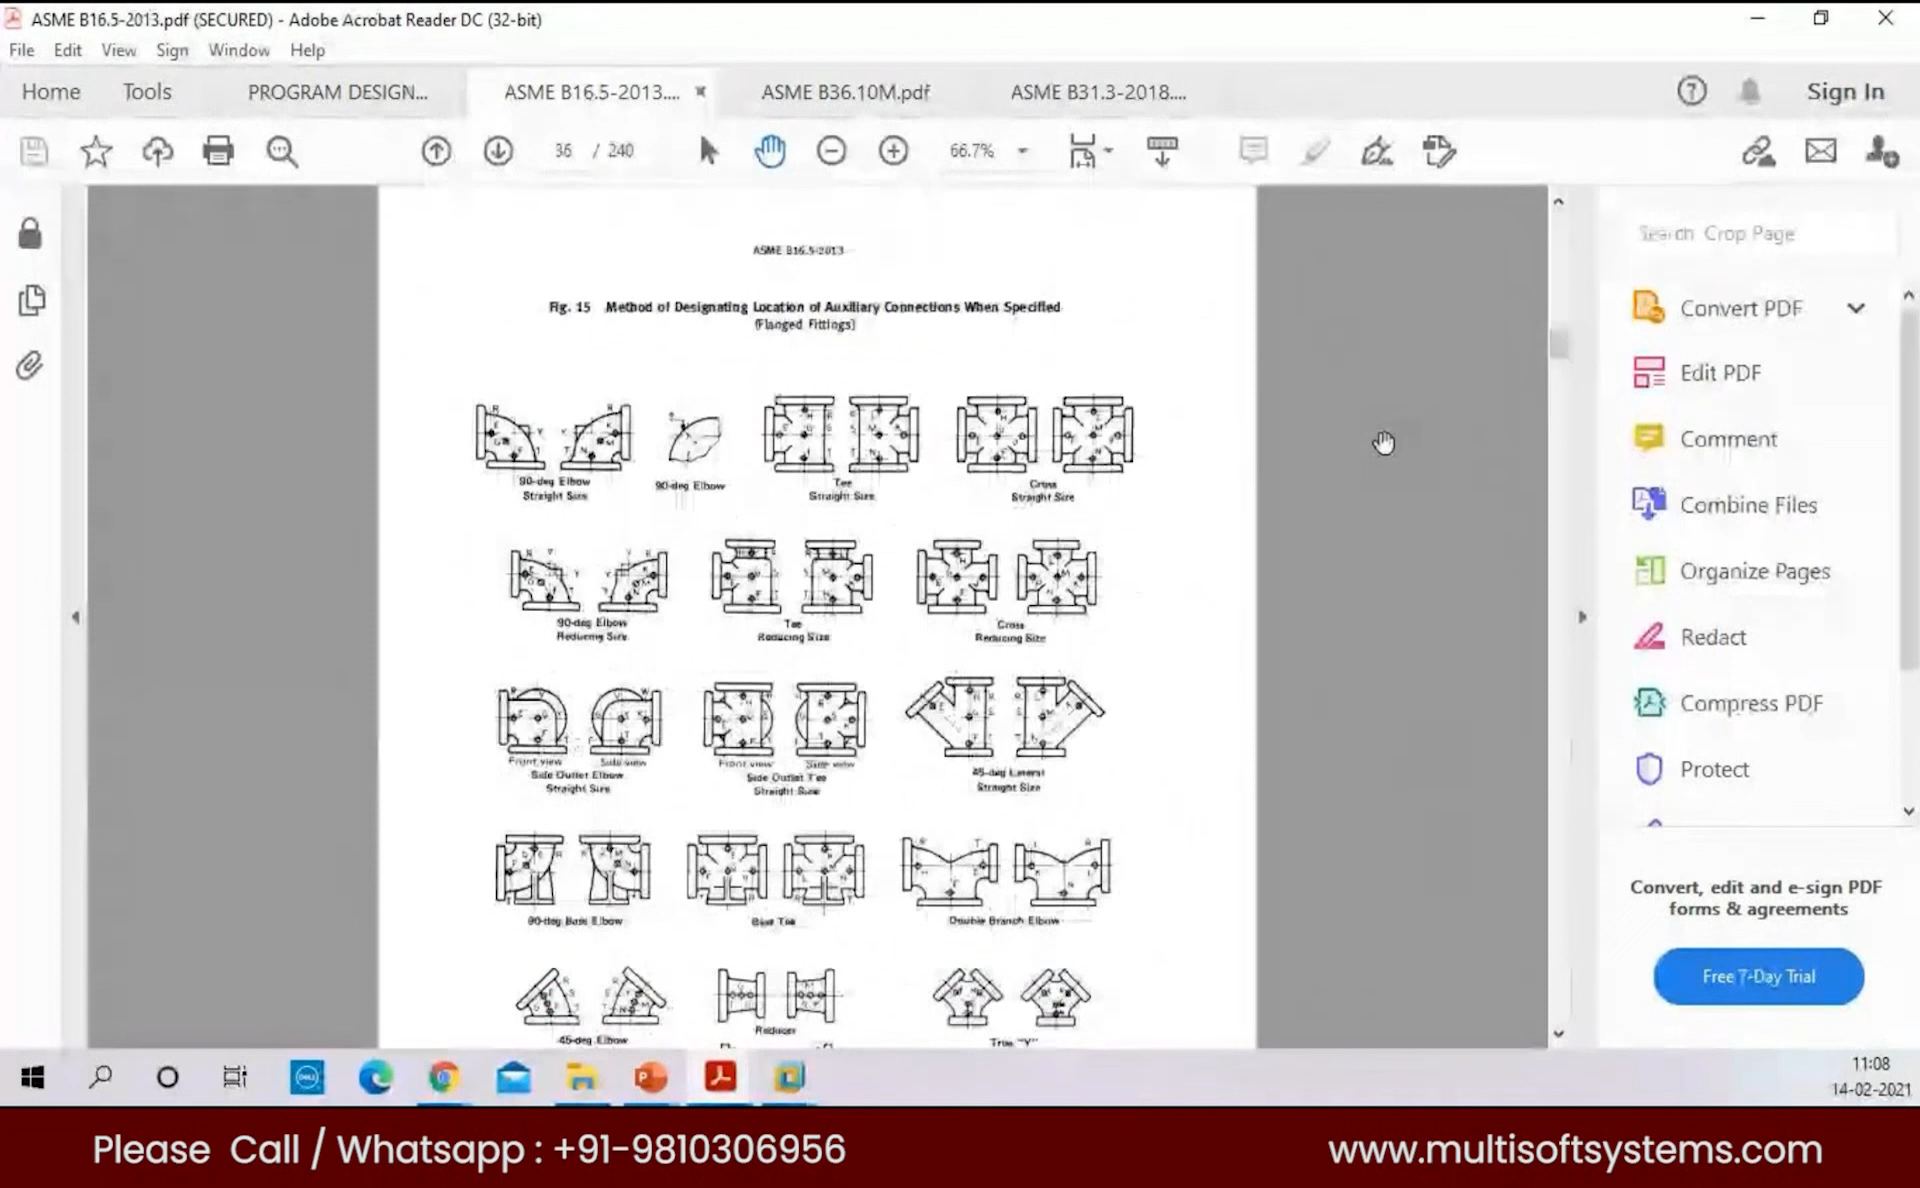 ASME B16.5-2013.pdf (SECURED) - Adobe Acrobat Reader DC (32-bit)
File Edit View Sign Window Help
Home Tools PROGRAM DESIGN... ASME B16.5-2013.... ASME B36.10M.pdf ASME B31.3-2018.... Sign In
36 / 240 66.7%
ASME B16.5-2013
Fig. 15 Method of Designating Location of Auxiliary Connections When Specified
(Flanged Fittings)
90-deg Elbow
Straight Size
90-deg Elbow
Tee
Straight Size
Cross
Straight Size
90-deg Elbow
Reducing Size
Tee
Reducing Size
Cross
Reducing Size
Front view Side view
Side Outlet Elbow
Straight Size
Front view Side view
Side Outlet Tee
Straight Size
45-deg Lateral
Straight Size
90-deg Base Elbow
Base Tee
Double Branch Elbow
45-deg Elbow
Reducer
True "Y"
Search Crop Page
Convert PDF
Edit PDF
Comment
Combine Files
Organize Pages
Redact
Compress PDF
Protect
Convert, edit and e-sign PDF
forms & agreements
Free 7-Day Trial
DELL
11:08
14-02-2021
Please Call / Whatsapp : +91-9810306956
www.multisoftsystems.com